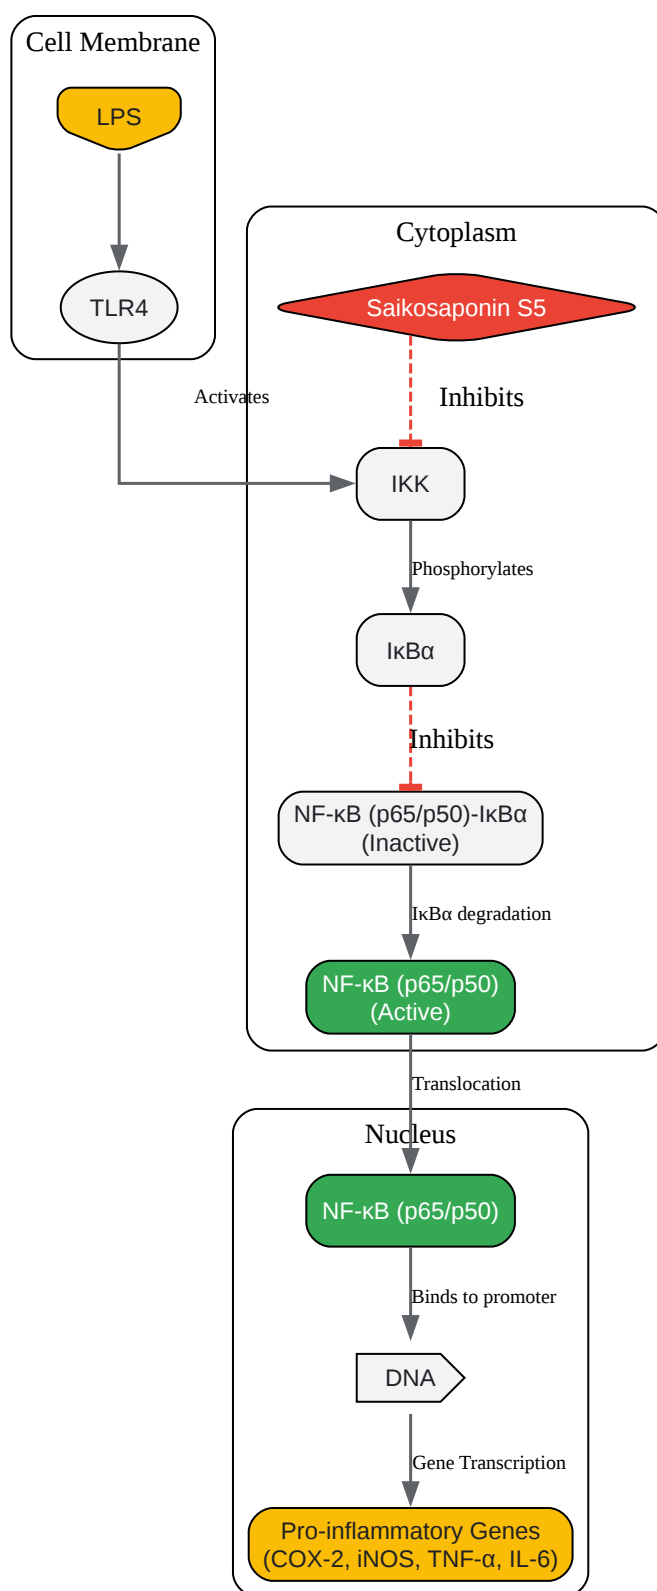 Cell Membrane
LPS
TLR4
Cytoplasm
Saikosaponin S5
Activates
Inhibits
IKK
Phosphorylates
IκBα
Inhibits
NF-κB (p65/p50)-IκBα
(Inactive)
IκBα degradation
NF-κB (p65/p50)
(Active)
Translocation
Nucleus
NF-κB (p65/p50)
Binds to promoter
DNA
Gene Transcription
Pro-inflammatory Genes
(COX-2, iNOS, TNF-α, IL-6)